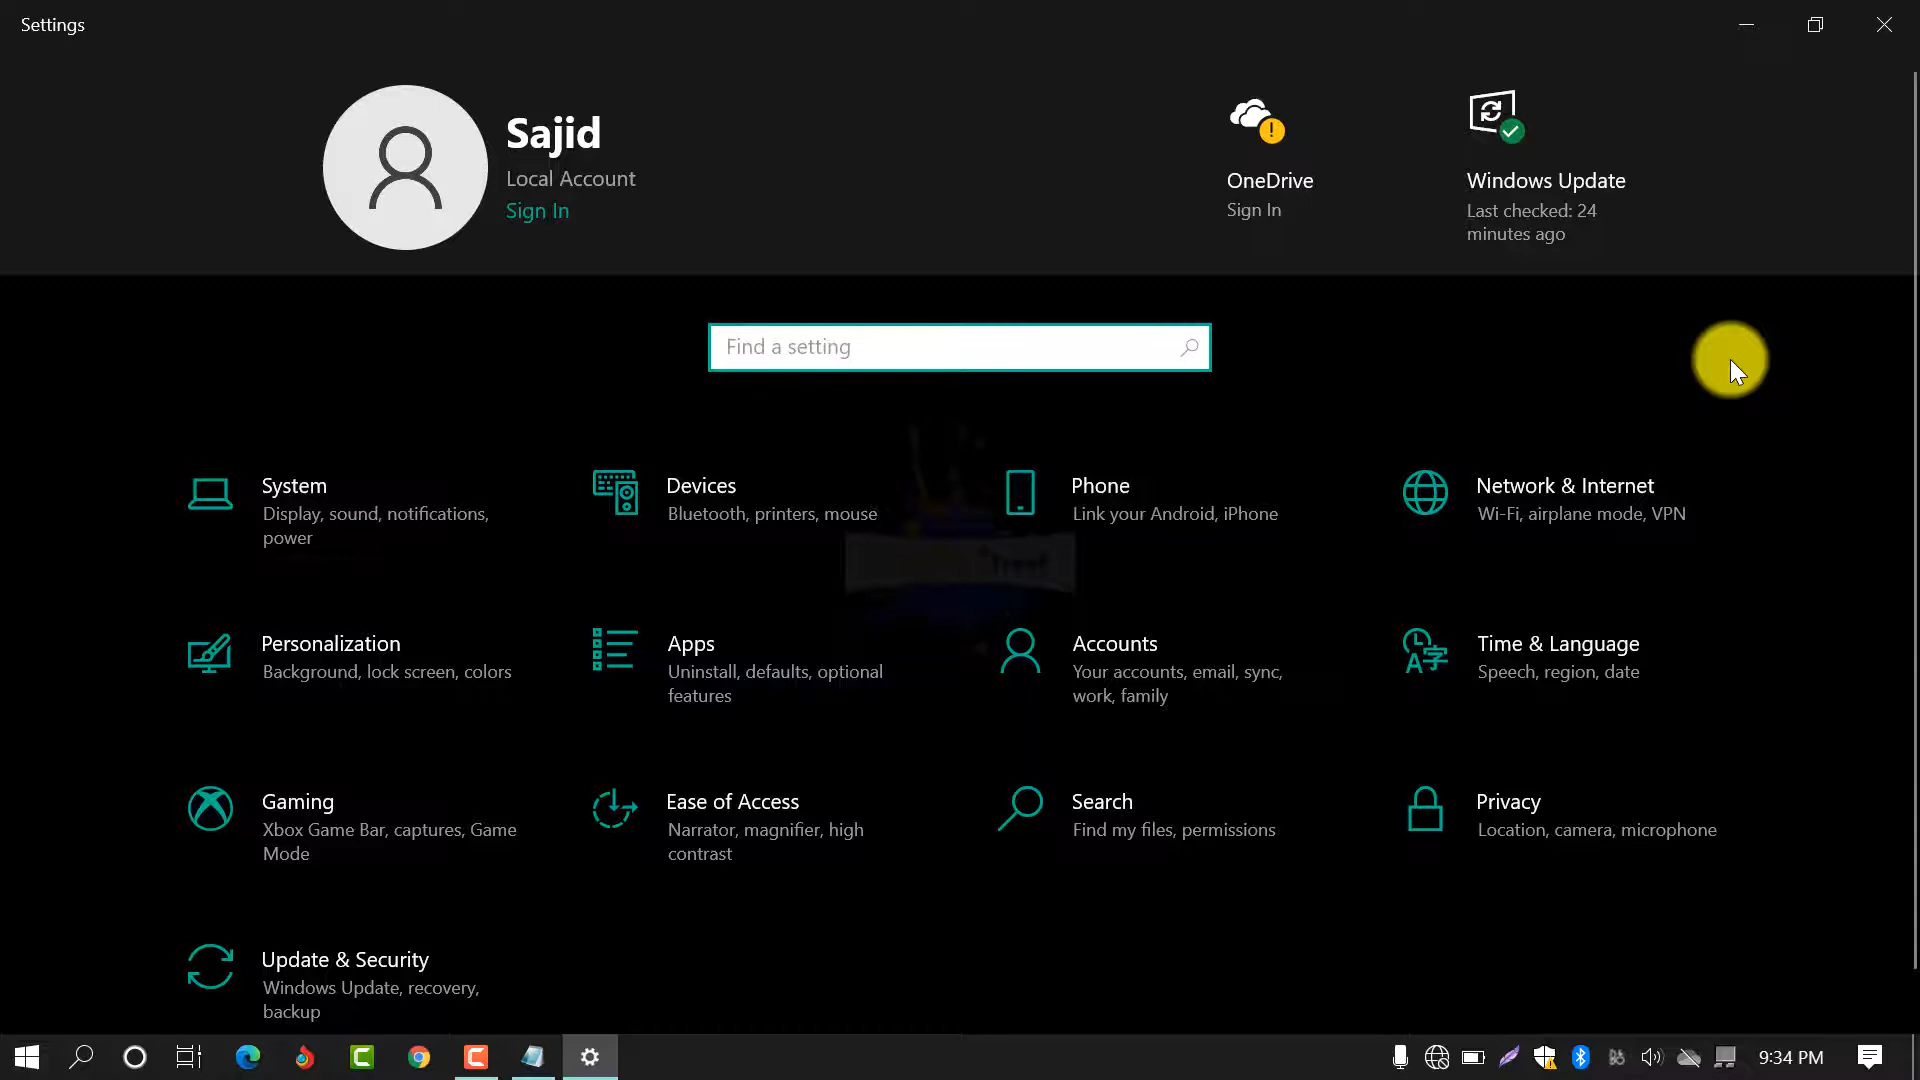 Settings
Sajid
Local Account
Sign In
OneDrive
Sign In
Windows Update
Last checked: 24
minutes ago
Find a setting
System
Display, sound, notifications,
power
Devices
Bluetooth, printers, mouse
Phone
Link your Android, iPhone
Network & Internet
Wi-Fi, airplane mode, VPN
Personalization
Background, lock screen, colors
Apps
Uninstall, defaults, optional
features
Accounts
Your accounts, email, sync,
work, family
Time & Language
Speech, region, date
Gaming
Xbox Game Bar, captures, Game
Mode
Ease of Access
Narrator, magnifier, high
contrast
Search
Find my files, permissions
Privacy
Location, camera, microphone
Update & Security
Windows Update, recovery,
backup
9:34 PM